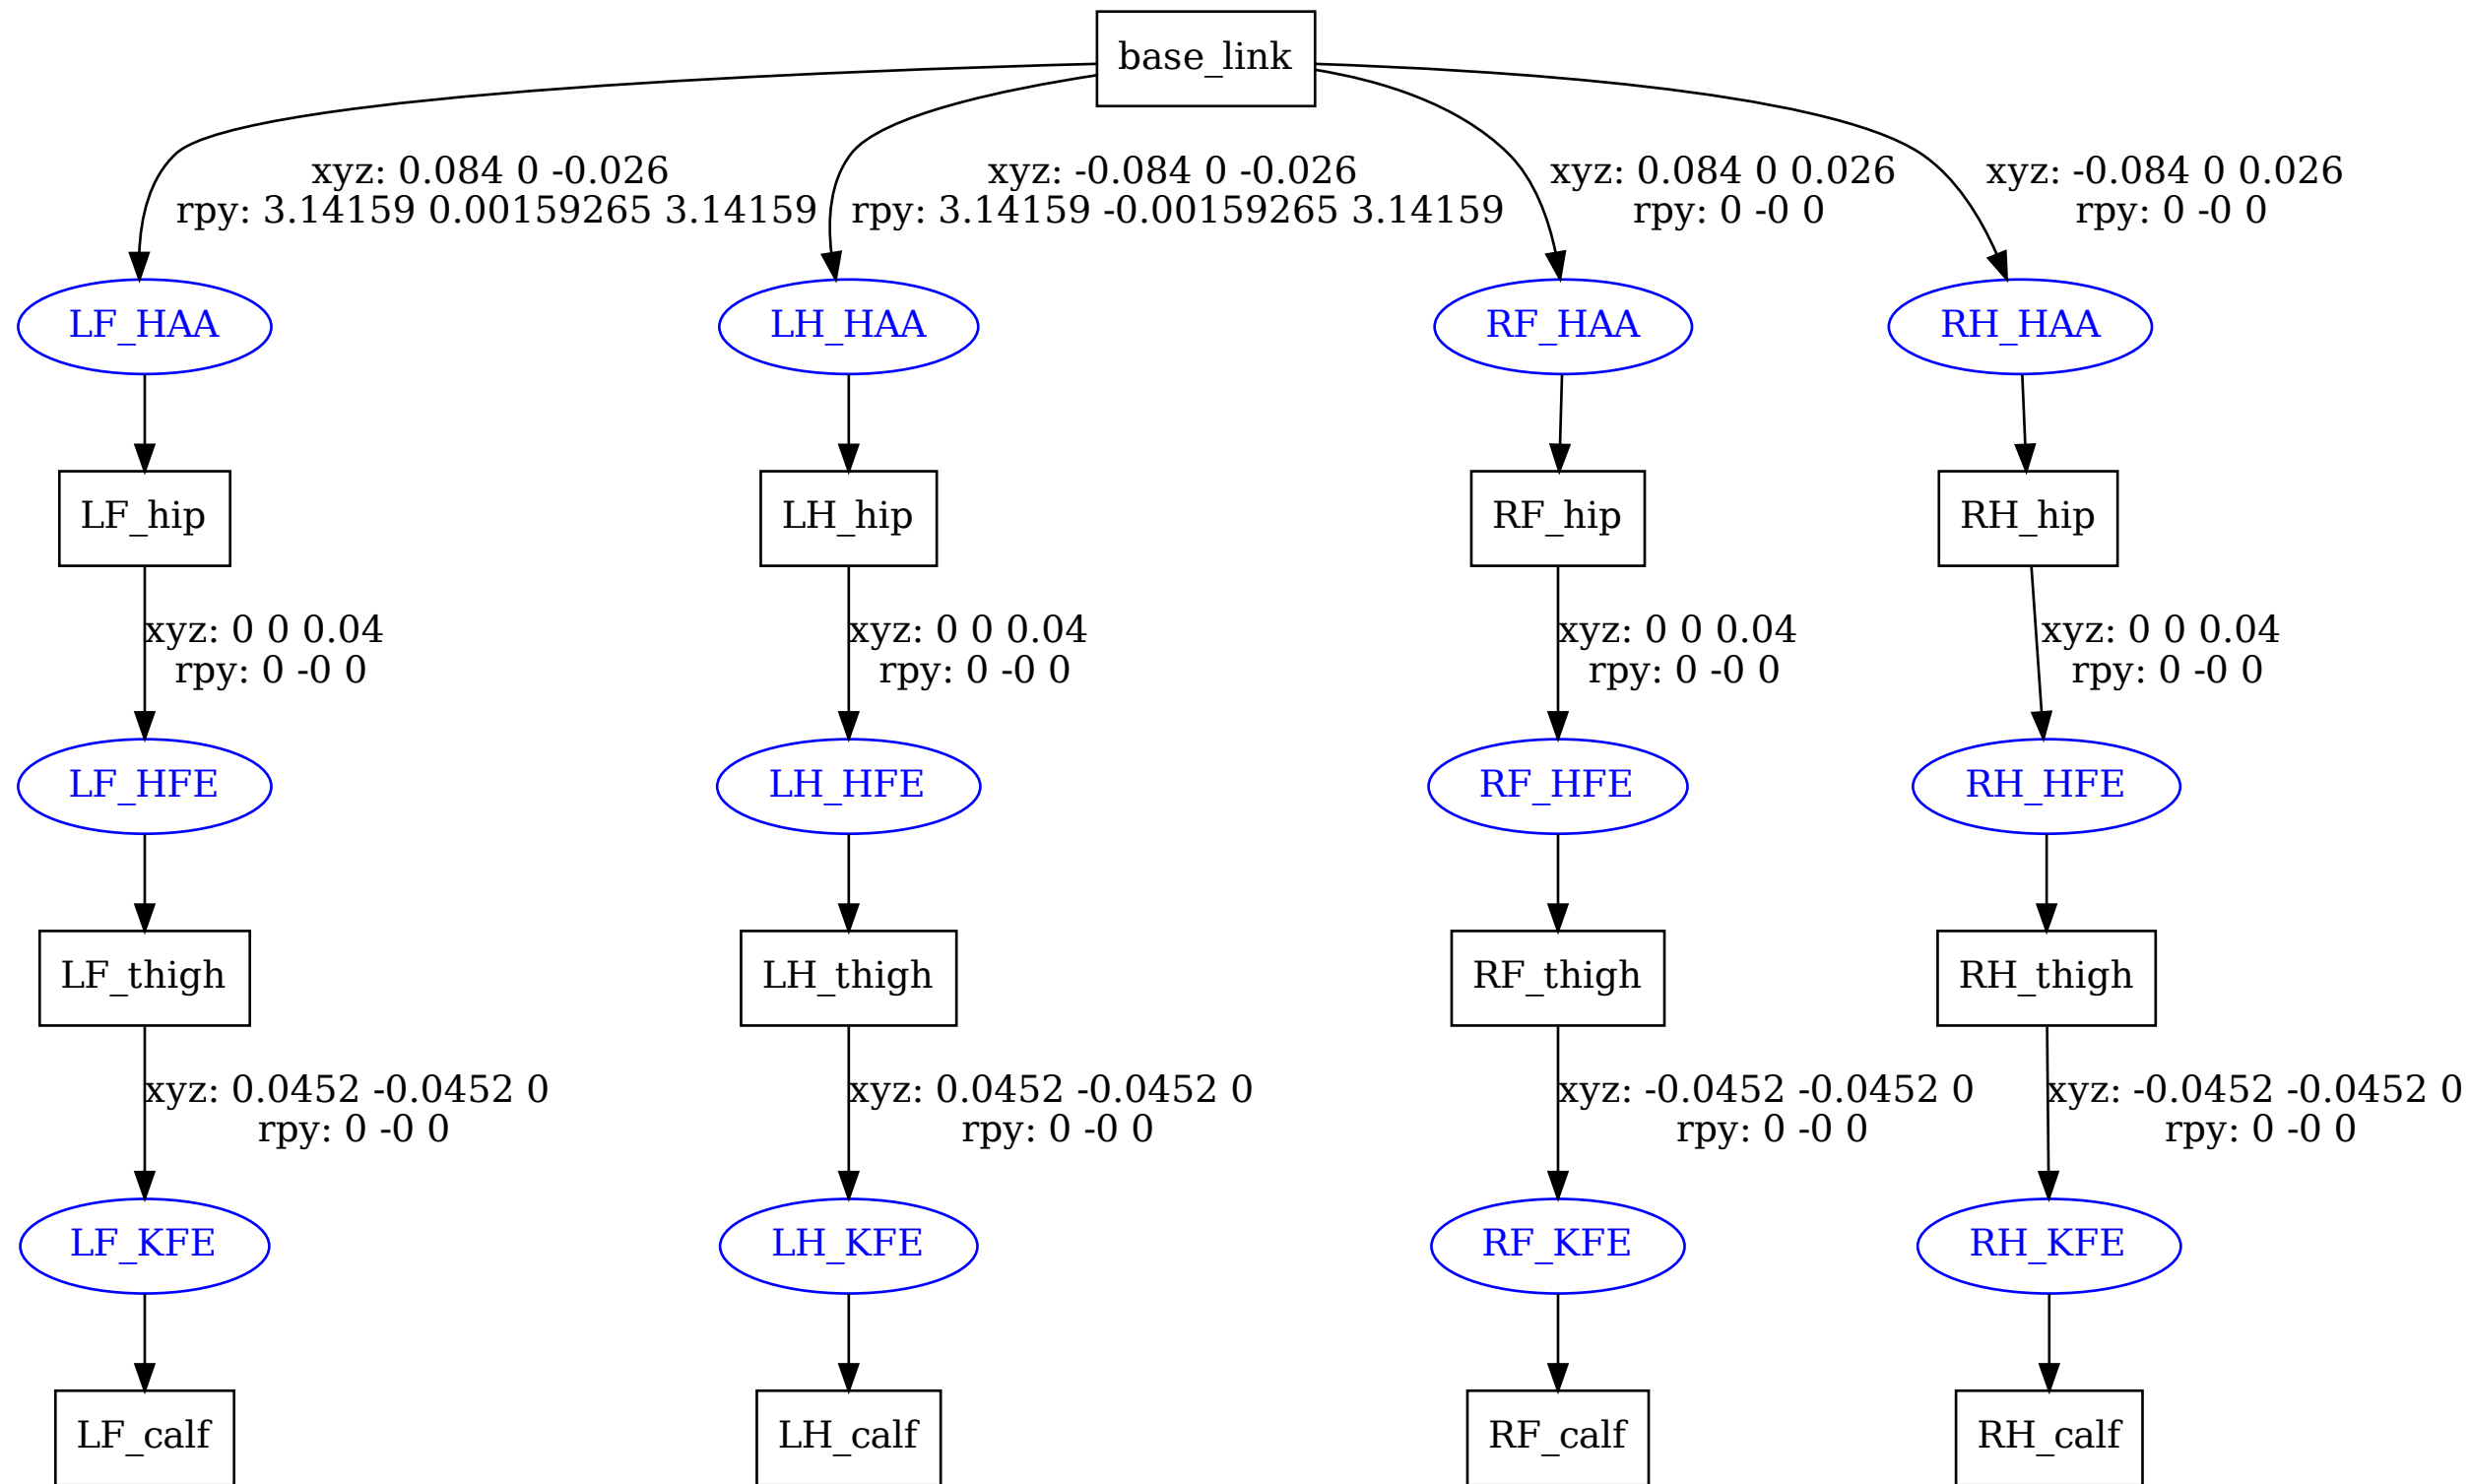 base_link
xyz: 0.084 0 -0.026
rpy: 3.14159 0.00159265 3.14159
xyz: -0.084 0 -0.026
rpy: 3.14159 -0.00159265 3.14159
xyz: 0.084 0 0.026
rpy: 0 -0 0
xyz: -0.084 0 0.026
rpy: 0 -0 0
LF_HAA
LH_HAA
RF_HAA
RH_HAA
LF_hip
LH_hip
RF_hip
RH_hip
xyz: 0 0 0.04
rpy: 0 -0 0
xyz: 0 0 0.04
rpy: 0 -0 0
xyz: 0 0 0.04
rpy: 0 -0 0
xyz: 0 0 0.04
rpy: 0 -0 0
LF_HFE
LH_HFE
RF_HFE
RH_HFE
LF_thigh
LH_thigh
RF_thigh
RH_thigh
xyz: 0.0452 -0.0452 0
rpy: 0 -0 0
xyz: 0.0452 -0.0452 0
rpy: 0 -0 0
xyz: -0.0452 -0.0452 0
rpy: 0 -0 0
xyz: -0.0452 -0.0452 0
rpy: 0 -0 0
LF_KFE
LH_KFE
RF_KFE
RH_KFE
LF_calf
LH_calf
RF_calf
RH_calf